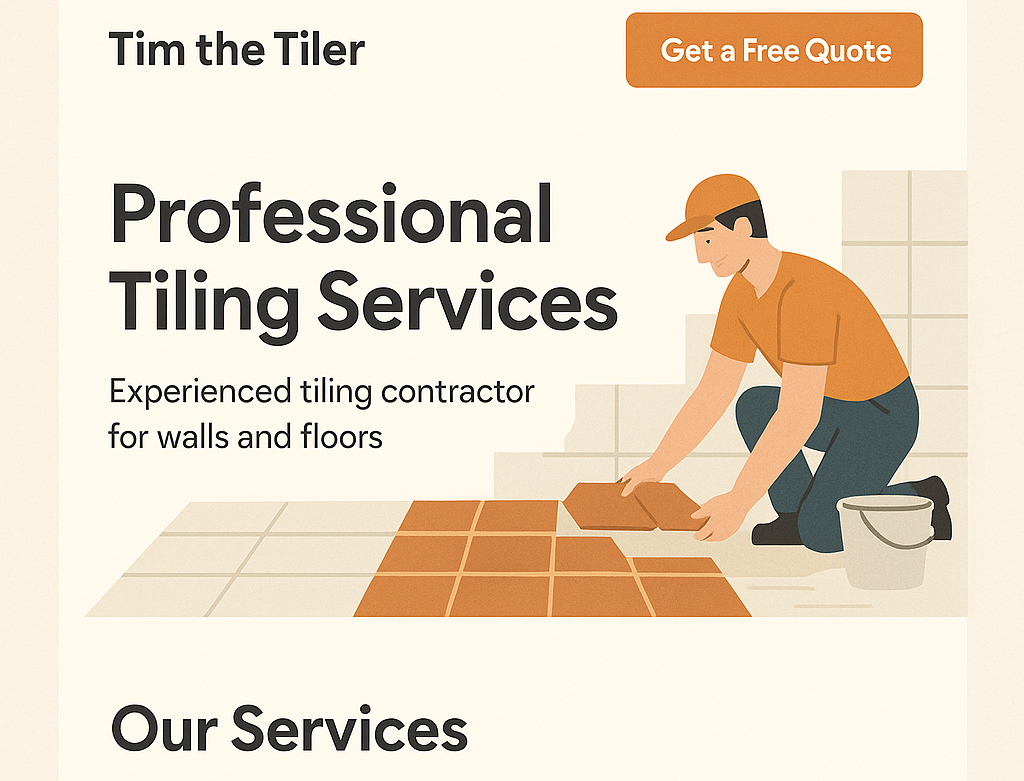 Tim the Tiler
Get a Free Quote
Professional
Tiling Services
Experienced tiling contractor
for walls and floors
Our Services